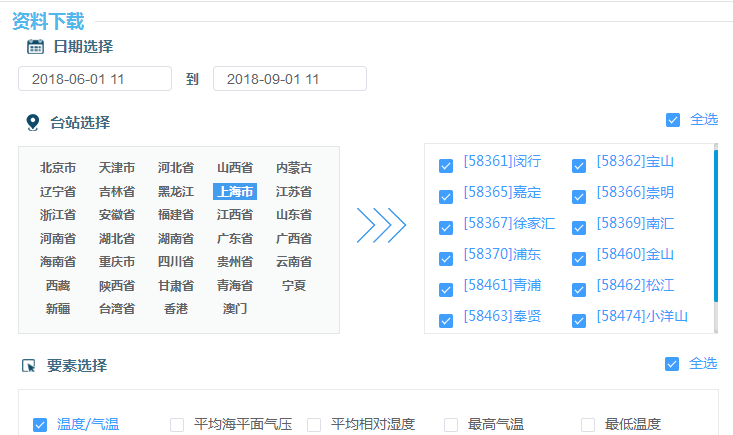 资料下载
日期选择
2018-06-01 11 到 2018-09-01 11
台站选择
全选
北京市 天津市 河北省 山西省 内蒙古
辽宁省 吉林省 黑龙江 上海市 江苏省
浙江省 安徽省 福建省 江西省 山东省
河南省 湖北省 湖南省 广东省 广西省
海南省 重庆市 四川省 贵州省 云南省
西藏 陕西省 甘肃省 青海省 宁夏
新疆 台湾省 香港 澳门
[58361]闵行 [58362]宝山
[58365]嘉定 [58366]崇明
[58367]徐家汇 [58369]南汇
[58370]浦东 [58460]金山
[58461]青浦 [58462]松江
[58463]奉贤 [58474]小洋山
要素选择
全选
温度/气温 平均海平面气压 平均相对湿度 最高气温 最低温度